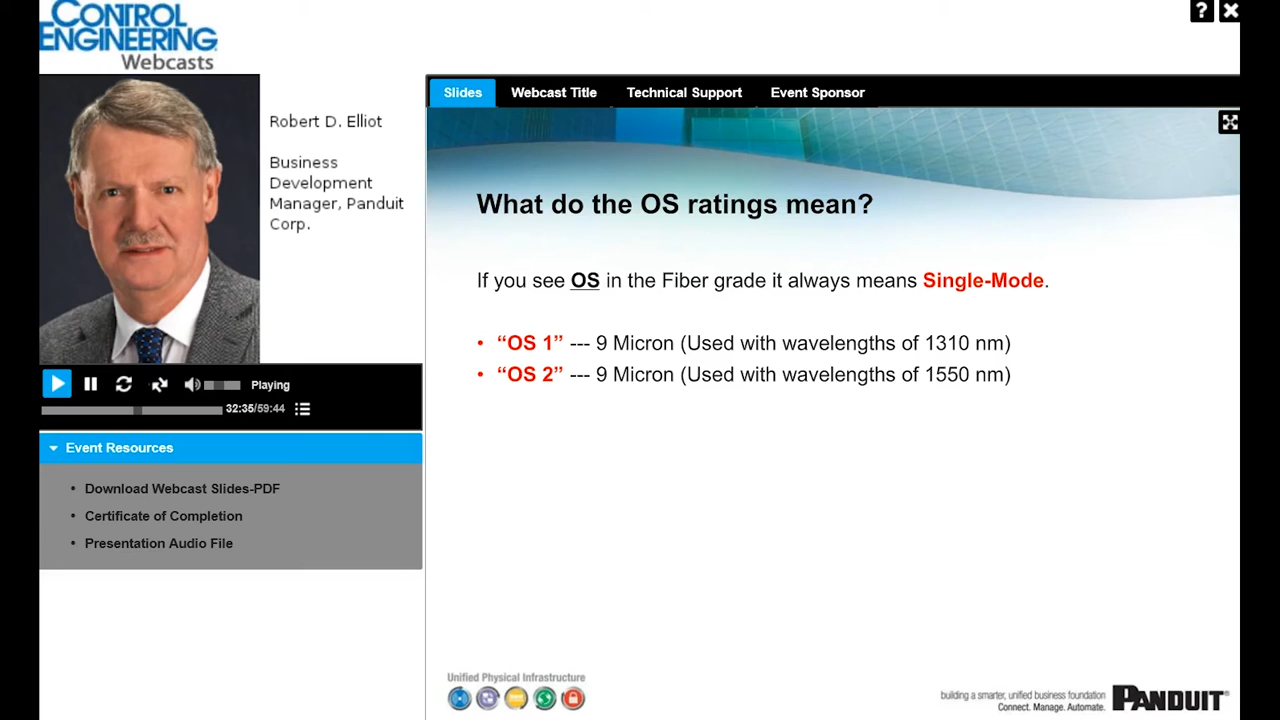 CONTROL
ENGINEERING
Webcasts
? X
Robert D. Elliot
Business
Development
Manager, Panduit
Corp.
Playing
32:35/59:44
Event Resources
• Download Webcast Slides-PDF
• Certificate of Completion
• Presentation Audio File
Slides Webcast Title Technical Support Event Sponsor
What do the OS ratings mean?
If you see OS in the Fiber grade it always means Single-Mode.
• “OS 1” --- 9 Micron (Used with wavelengths of 1310 nm)
• “OS 2” --- 9 Micron (Used with wavelengths of 1550 nm)
Unified Physical Infrastructure
building a smarter, unified business foundation
Connect. Manage. Automate.
PANDUIT